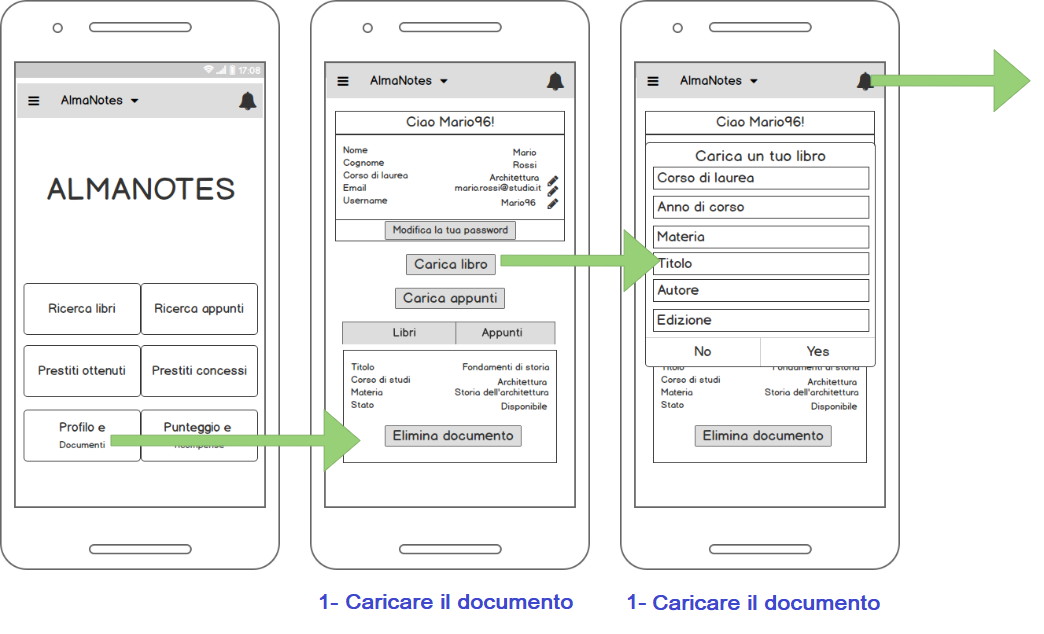 17:08
AlmaNotes
ALMANOTES
Ricerca libri
Ricerca appunti
Prestiti ottenuti
Prestiti concessi
Profilo e
Documenti
Punteggio e
AlmaNotes
Ciao Mario96!
Nome Mario
Cognome Rossi
Corso di laurea Architettura
Email mario.rossi@studio.it
Username Mario96
Modifica la tua password
Carica libro
Carica appunti
Libri Appunti
Titolo Fondamenti di storia
Corso di studi Architettura
Materia Storia dell'architettura
Stato Disponibile
Elimina documento
1- Caricare il documento
AlmaNotes
Ciao Mario96!
Carica un tuo libro
Corso di laurea
Anno di corso
Materia
Titolo
Autore
Edizione
No Yes
Titolo Fondamenti di storia
Corso di studi Architettura
Materia Storia dell'architettura
Stato Disponibile
Elimina documento
1- Caricare il documento